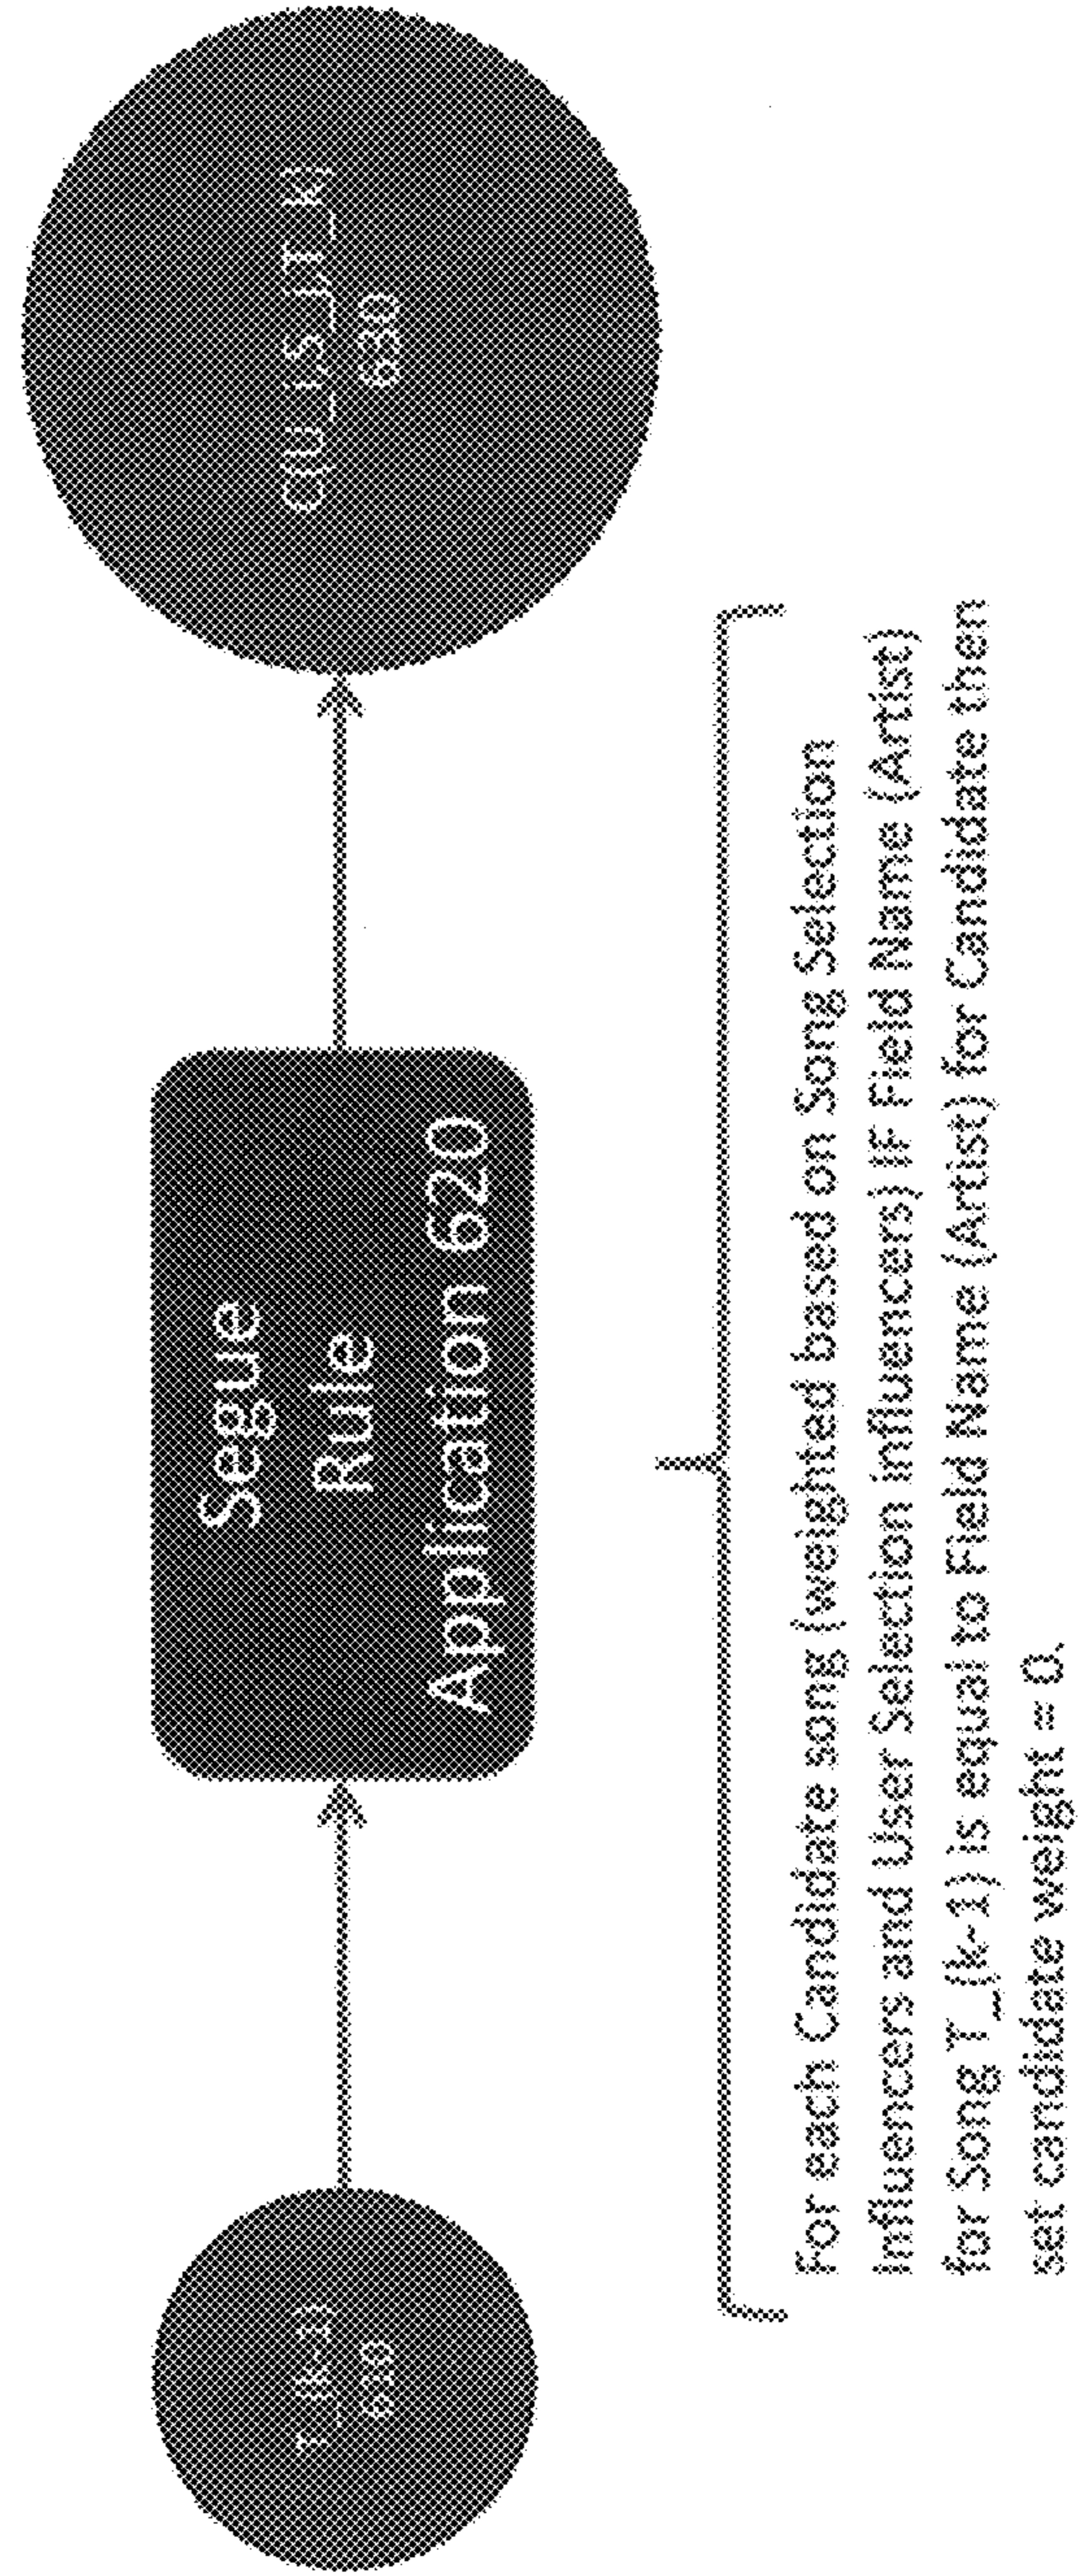 T_(k-1)
610
Segue
Rule
Application 620
C(U_i,S_j,T_k)
630
For each Candidate song (weighted based on Song Selection
Influencers and User Selection influencers) IF Field Name (Artist)
for Song T_(k-1) is equal to Field Name (Artist) for Candidate then
set candidate weight = 0.